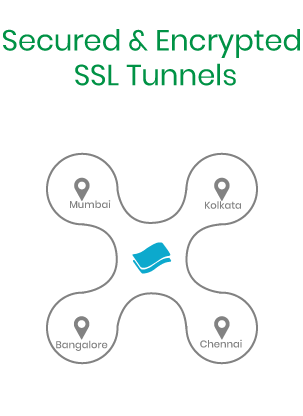 Secured & Encrypted
SSL Tunnels
Mumbai
Kolkata
Bangalore
Chennai